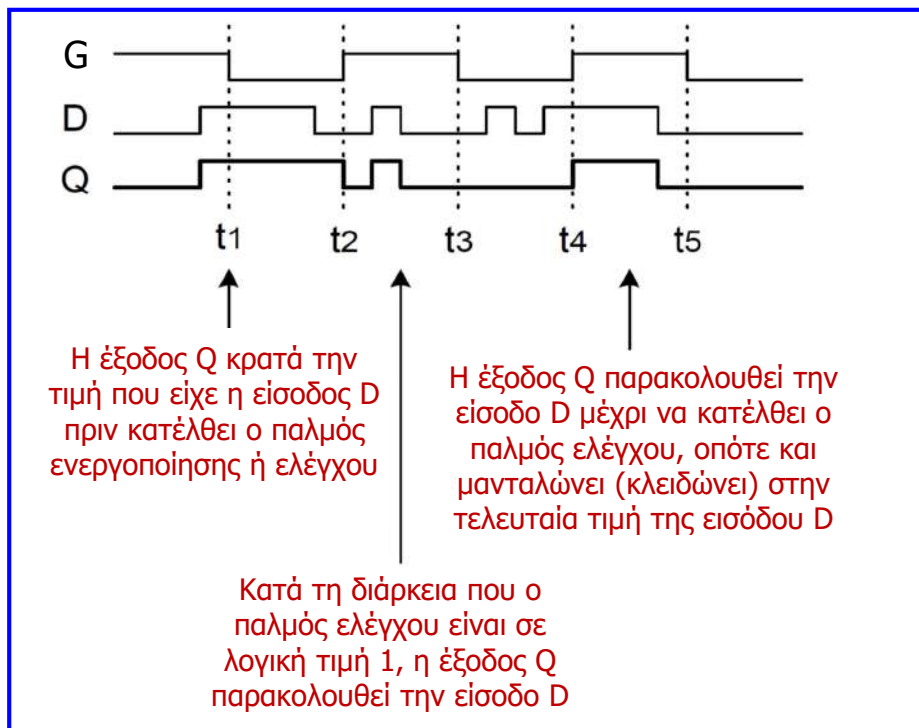 G
D
Q
t1 t2 t3 t4 t5
Η έξοδος Q κρατά την
τιμή που είχε η είσοδος D
πριν κατέλθει ο παλμός
ενεργοποίησης ή ελέγχου
Η έξοδος Q παρακολουθεί την
είσοδο D μέχρι να κατέλθει ο
παλμός ελέγχου, οπότε και
μανταλώνει (κλειδώνει) στην
τελευταία τιμή της εισόδου D
Κατά τη διάρκεια που ο
παλμός ελέγχου είναι σε
λογική τιμή 1, η έξοδος Q
παρακολουθεί την είσοδο D